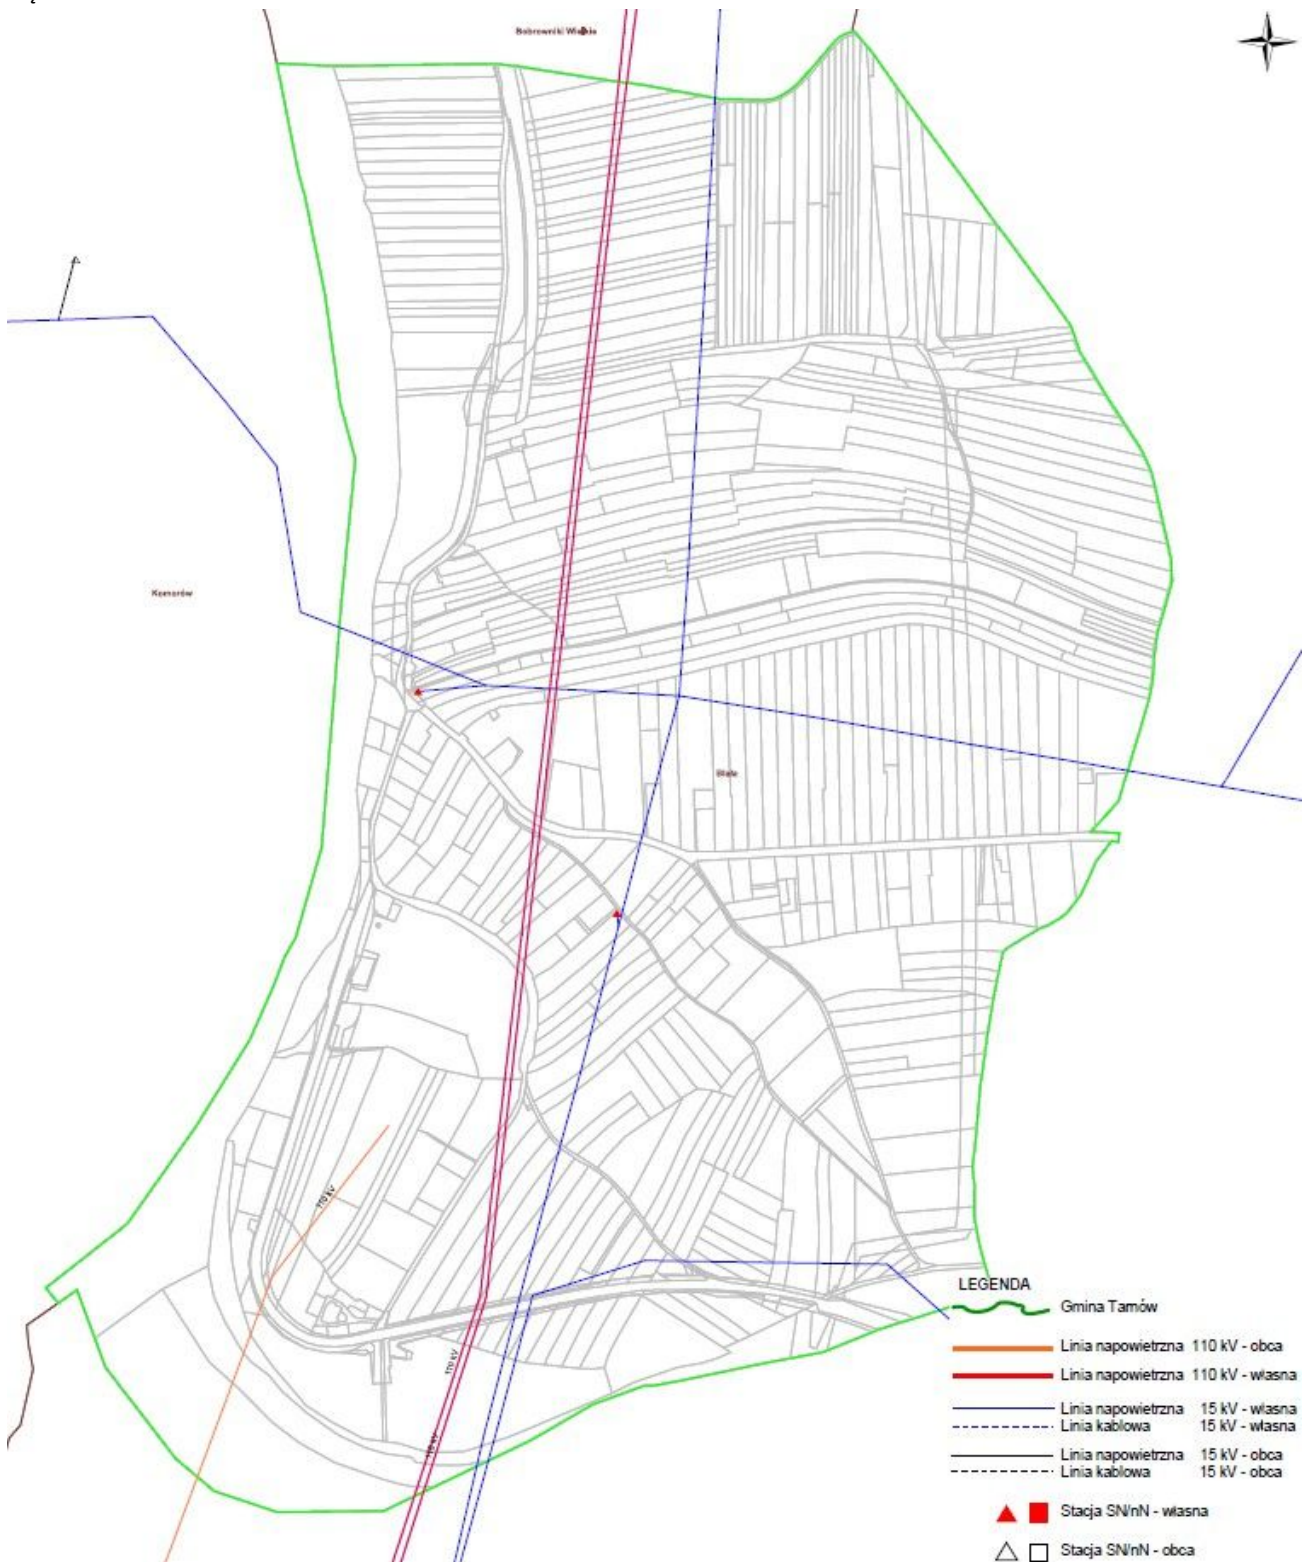 Bobrowniki Wielkie
Komorów
Białe
110 kV
110 kV
110 kV
LEGENDA
Gmina Tarnów
Linia napowietrzna 110 kV - obca
Linia napowietrzna 110 kV - własna
Linia napowietrzna 15 kV - własna
Linia kablowa 15 kV - własna
Linia napowietrzna 15 kV - obca
Linia kablowa 15 kV - obca
Stacja SN/nN - własna
Stacja SN/nN - obca